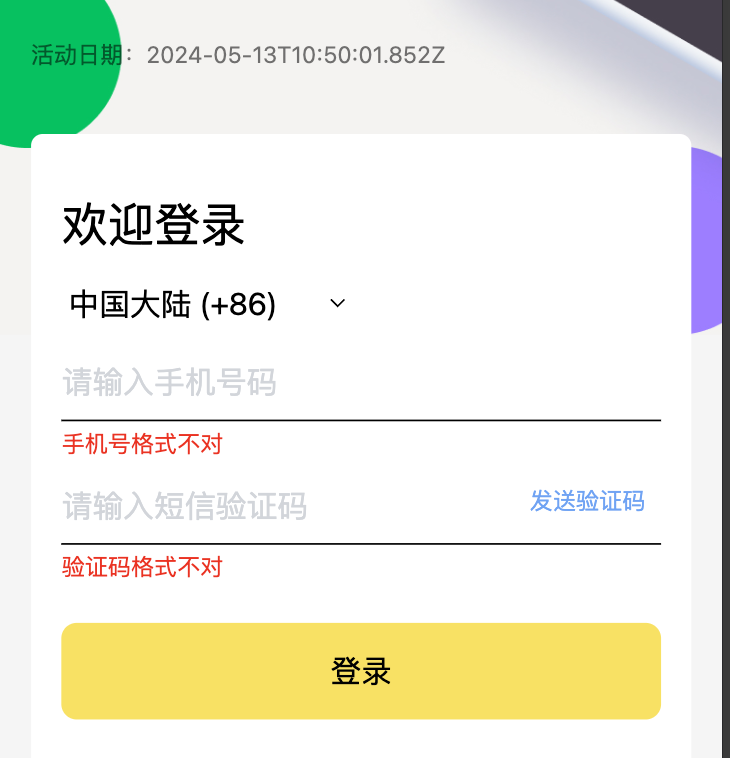 活动日期：2024-05-13T10:50:01.852Z
欢迎登录
中国大陆 (+86)
请输入手机号码
手机号格式不对
请输入短信验证码 发送验证码
验证码格式不对
登录